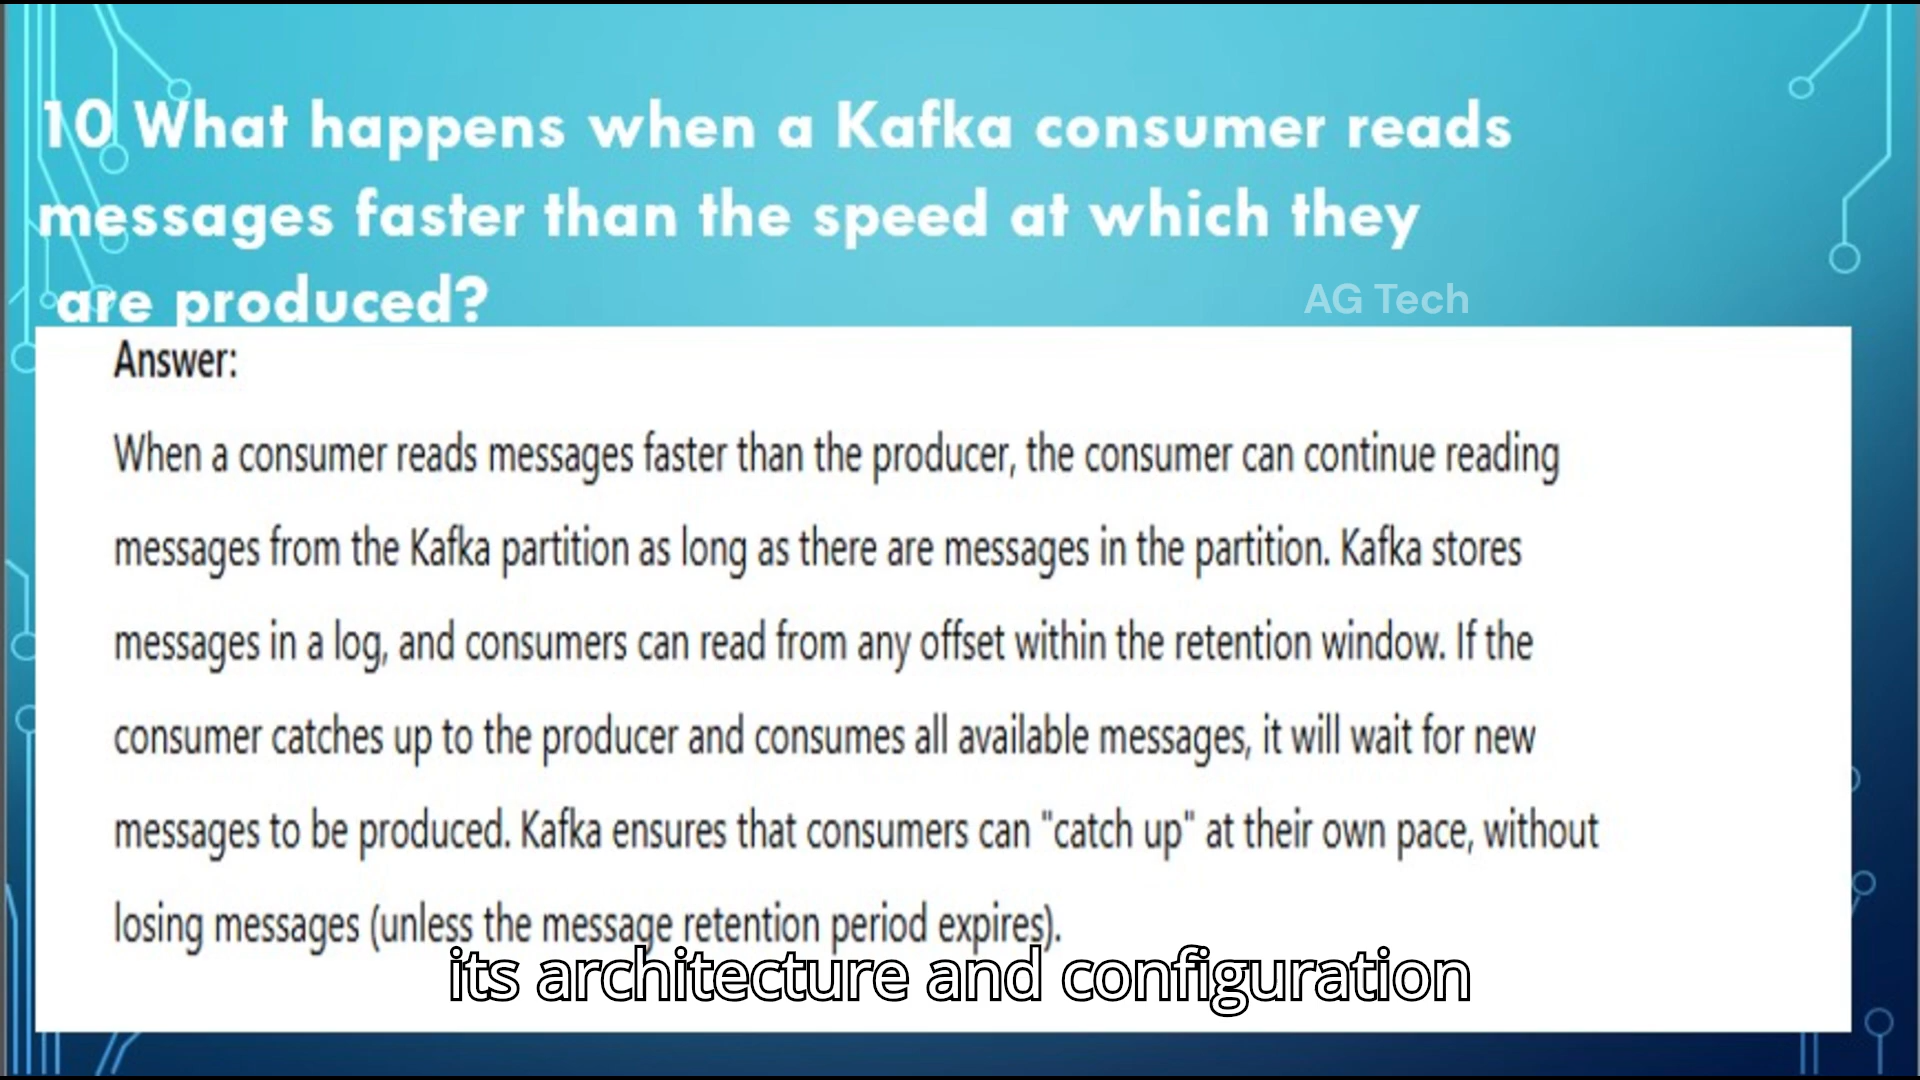 10 What happens when a Kafka consumer reads
messages faster than the speed at which they
are produced?
AG Tech
Answer:
When a consumer reads messages faster than the producer, the consumer can continue reading
messages from the Kafka partition as long as there are messages in the partition. Kafka stores
messages in a log, and consumers can read from any offset within the retention window. If the
consumer catches up to the producer and consumes all available messages, it will wait for new
messages to be produced. Kafka ensures that consumers can "catch up" at their own pace, without
losing messages (unless the message retention period expires).
its architecture and configuration